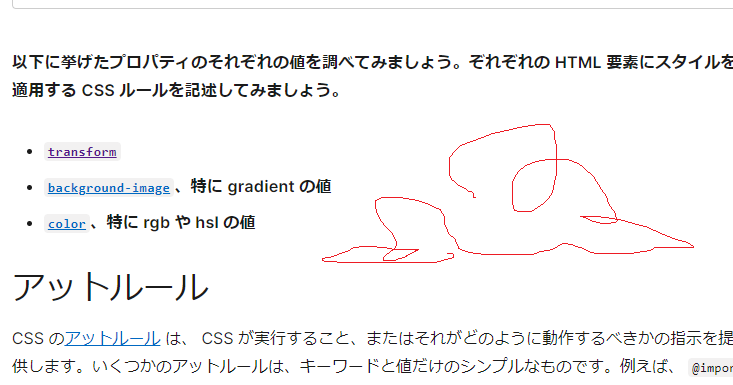 以下に挙げたプロパティのそれぞれの値を調べてみましょう。ぞれぞれの HTML 要素にスタイルを
適用する CSS ルールを記述してみましょう。
transform
background-image、特に gradient の値
color、特に rgb や hsl の値
アットルール
CSS のアットルール は、 CSS が実行すること、またはそれがどのように動作するべきかの指示を提
供します。いくつかのアットルールは、キーワードと値だけのシンプルなものです。例えば、 @impor